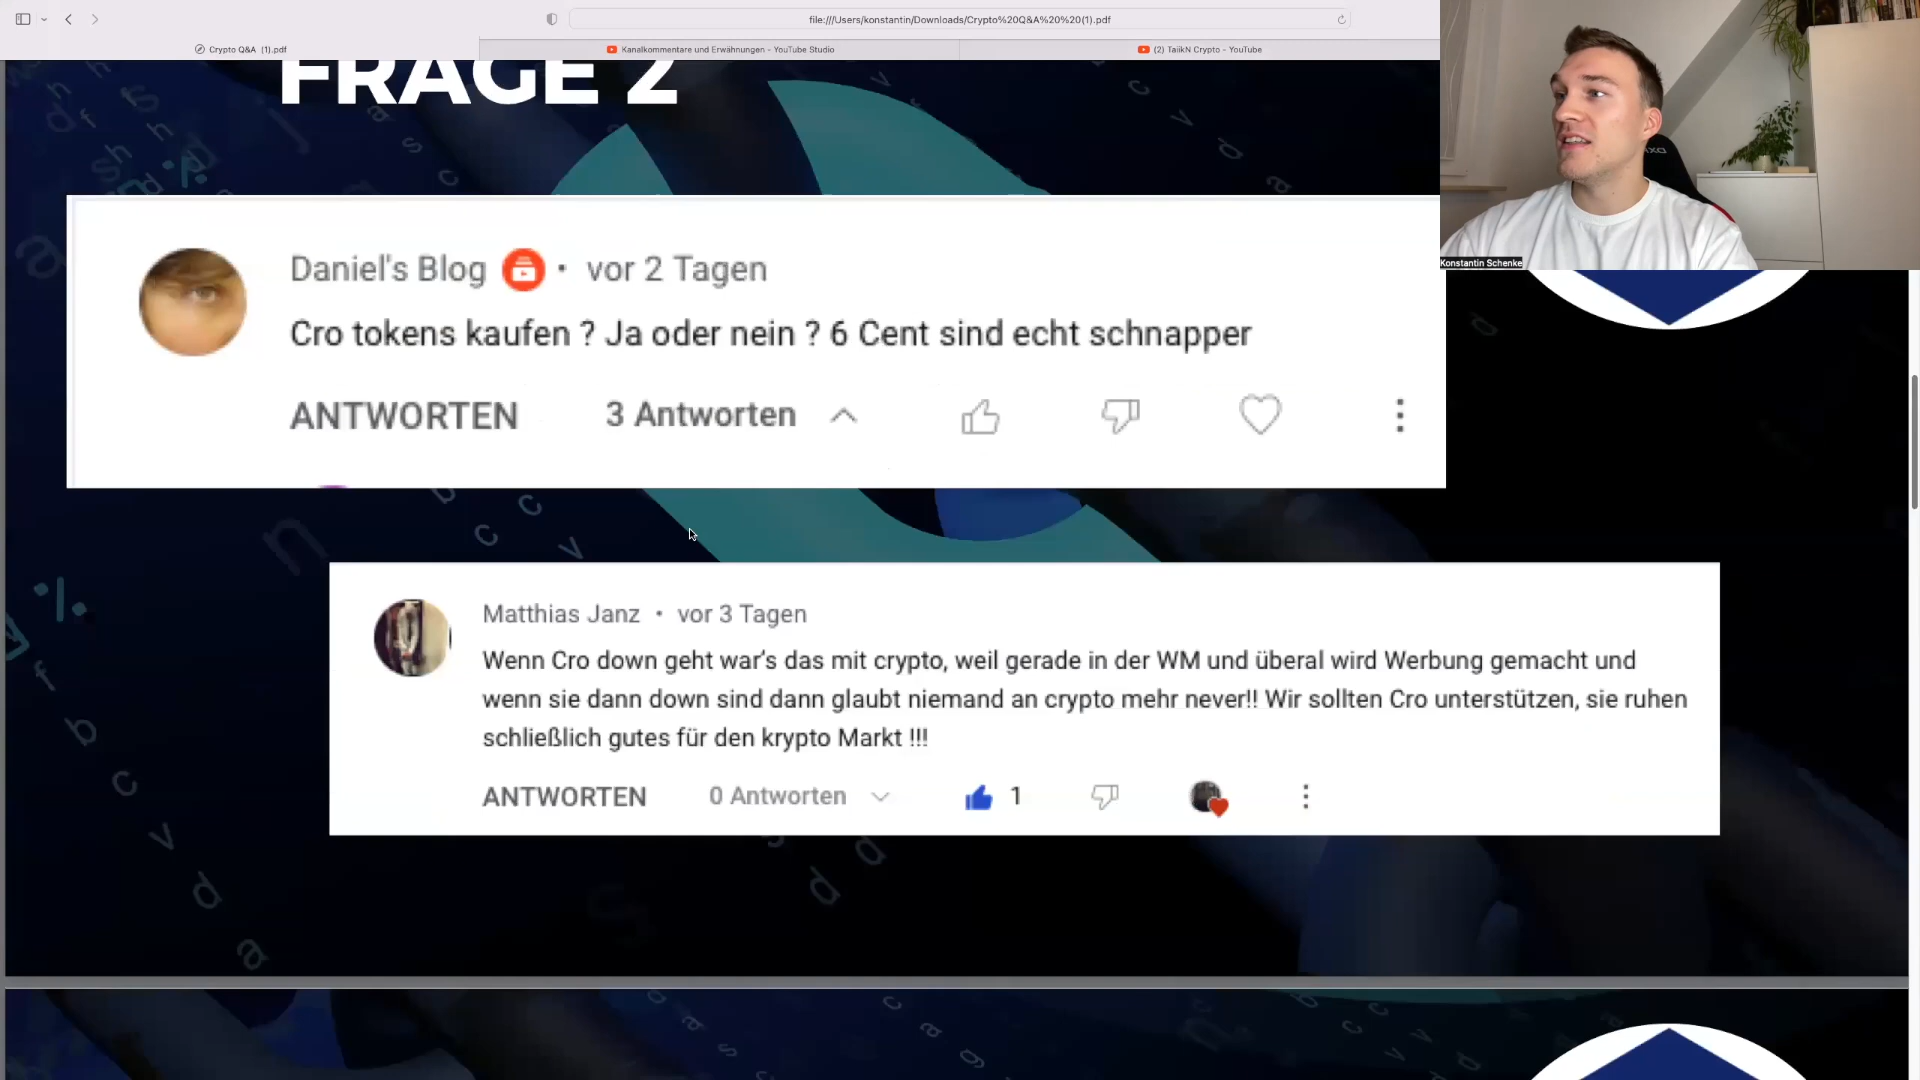 file:///Users/konstantin/Downloads/Crypto%20Q&A%20%20(1).pdf
Crypto Q&A (1).pdf
Kanalkommentare und Erwähnungen - YouTube Studio
(2) TaiikN Crypto - YouTube
FRAGE 2
Konstantin Schenke
Daniel's Blog • vor 2 Tagen
Cro tokens kaufen ? Ja oder nein ? 6 Cent sind echt schnapper
ANTWORTEN 3 Antworten
Matthias Janz • vor 3 Tagen
Wenn Cro down geht war's das mit crypto, weil gerade in der WM und überal wird Werbung gemacht und
wenn sie dann down sind dann glaubt niemand an crypto mehr never!! Wir sollten Cro unterstützen, sie ruhen
schließlich gutes für den krypto Markt !!!
ANTWORTEN 0 Antworten 1